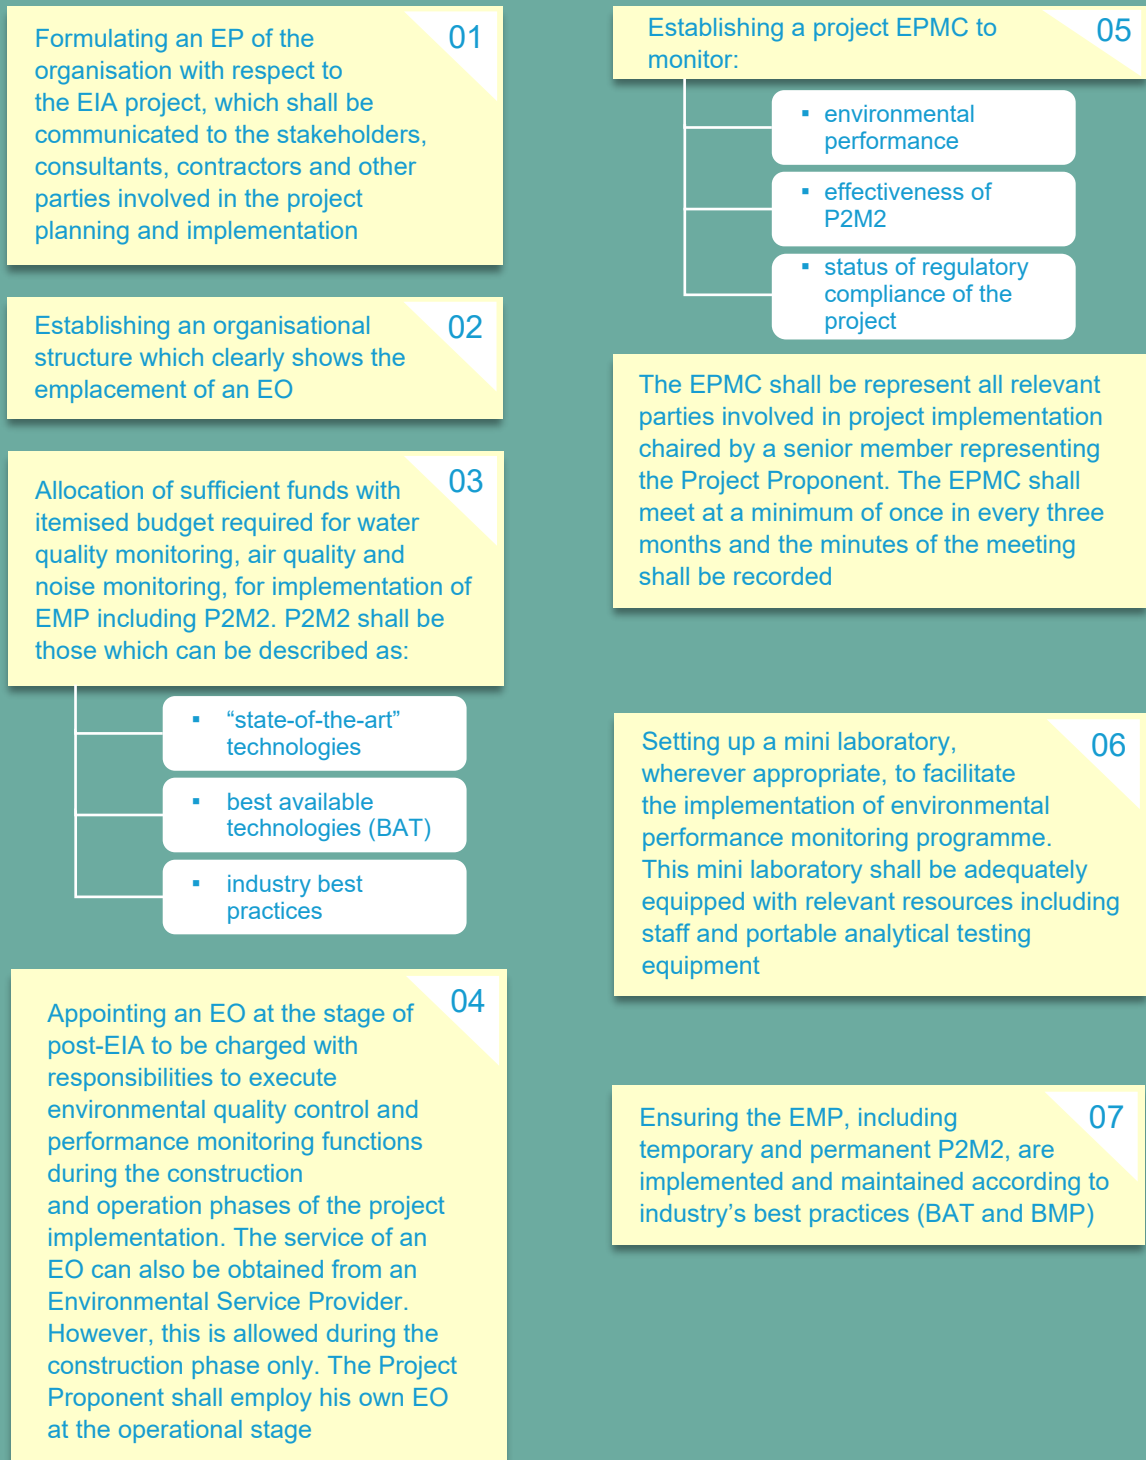 01
Formulating an EP of the
organisation with respect to
the EIA project, which shall be
communicated to the stakeholders,
consultants, contractors and other
parties involved in the project
planning and implementation
02
Establishing an organisational
structure which clearly shows the
emplacement of an EO
03
Allocation of sufficient funds with
itemised budget required for water
quality monitoring, air quality and
noise monitoring, for implementation of
EMP including P2M2. P2M2 shall be
those which can be described as:
▪ “state-of-the-art”
technologies
▪ best available
technologies (BAT)
▪ industry best
practices
04
Appointing an EO at the stage of
post-EIA to be charged with
responsibilities to execute
environmental quality control and
performance monitoring functions
during the construction
and operation phases of the project
implementation. The service of an
EO can also be obtained from an
Environmental Service Provider.
However, this is allowed during the
construction phase only. The Project
Proponent shall employ his own EO
at the operational stage
05
Establishing a project EPMC to
monitor:
▪ environmental
performance
▪ effectiveness of
P2M2
▪ status of regulatory
compliance of the
project
The EPMC shall be represent all relevant
parties involved in project implementation
chaired by a senior member representing
the Project Proponent. The EPMC shall
meet at a minimum of once in every three
months and the minutes of the meeting
shall be recorded
06
Setting up a mini laboratory,
wherever appropriate, to facilitate
the implementation of environmental
performance monitoring programme.
This mini laboratory shall be adequately
equipped with relevant resources including
staff and portable analytical testing
equipment
07
Ensuring the EMP, including
temporary and permanent P2M2, are
implemented and maintained according to
industry’s best practices (BAT and BMP)